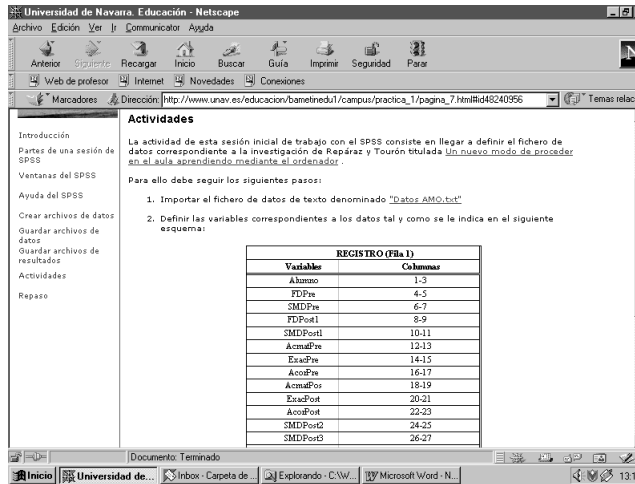 Universidad de Navarra. Educación - Netscape
Archivo Edición Ver Ir Communicator Ayuda
Anterior Siguiente Recargar Inicio Buscar Guía Imprimir Seguridad Parar
Web de profesor Internet Novedades Conexiones
Marcadores Dirección: http://www.unav.es/educacion/bametinedu1/campus/practica_1/pagina_7.html#id48240956 Temas relac
Introducción
Partes de una sesión de
SPSS
Ventanas del SPSS
Ayuda del SPSS
Crear archivos de datos
Guardar archivos de
datos
Guardar archivos de
resultados
Actividades
Repaso
Actividades
La actividad de esta sesión inicial de trabajo con el SPSS consiste en llegar a definir el fichero de
datos correspondiente a la investigación de Repáraz y Tourón titulada Un nuevo modo de proceder
en el aula aprendiendo mediante el ordenador .
Para ello debe seguir los siguientes pasos:
1. Importar el fichero de datos de texto denominado "Datos AMO.txt"
2. Definir las variables correspondientes a los datos tal y como se le indica en el siguiente
esquema:
REGISTRO (Fila 1)
Variables Columnas
Alumno 1-3
FDPre 4-5
SMDPre 6-7
FDPost1 8-9
SMDPost1 10-11
AcmatPre 12-13
ExacPre 14-15
AcorPre 16-17
AcmatPos 18-19
ExacPost 20-21
AcorPost 22-23
SMDPost2 24-25
SMDPost3 26-27
Documento: Terminado
Inicio Universidad de... Inbox - Carpeta de ... Explorando - C:\W... Microsoft Word - N... 13:1